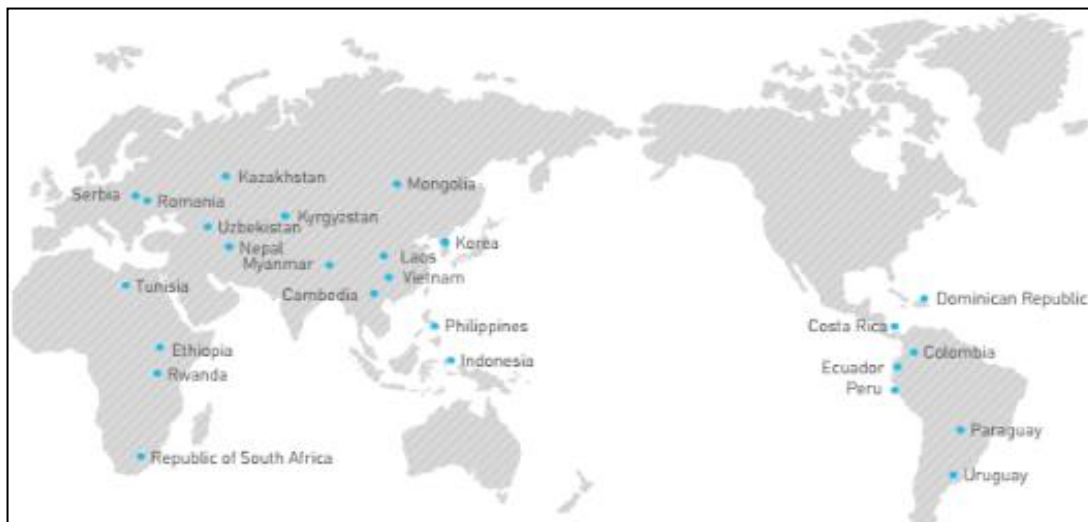 Kazakhstan
Mongolia
Serbia
Romania
Kyrgyzstan
Uzbekistan
Korea
Nepal
Laos
Myanmar
Vietnam
Tunisia
Cambodia
Dominican Republic
Philippines
Costa Rica
Ethiopia
Colombia
Indonesia
Ecuador
Rwanda
Peru
Paraguay
Republic of South Africa
Uruguay